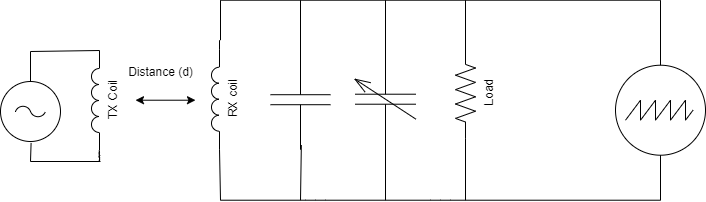 Distance (d)
TX Coil
RX coil
Load